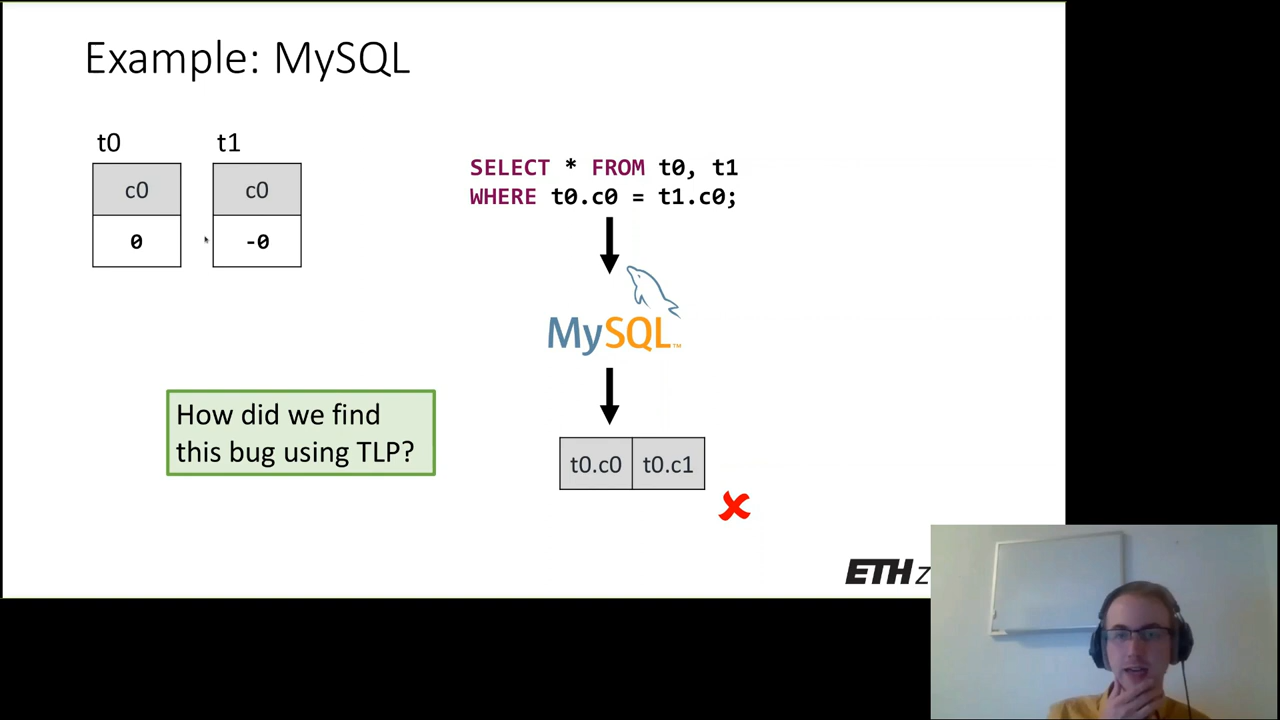 Example: MySQL
t0
t1
c0
c0
0
-0
SELECT * FROM t0, t1
WHERE t0.c0 = t1.c0;
MySQL™
How did we find
this bug using TLP?
t0.c0
t0.c1
ETH z